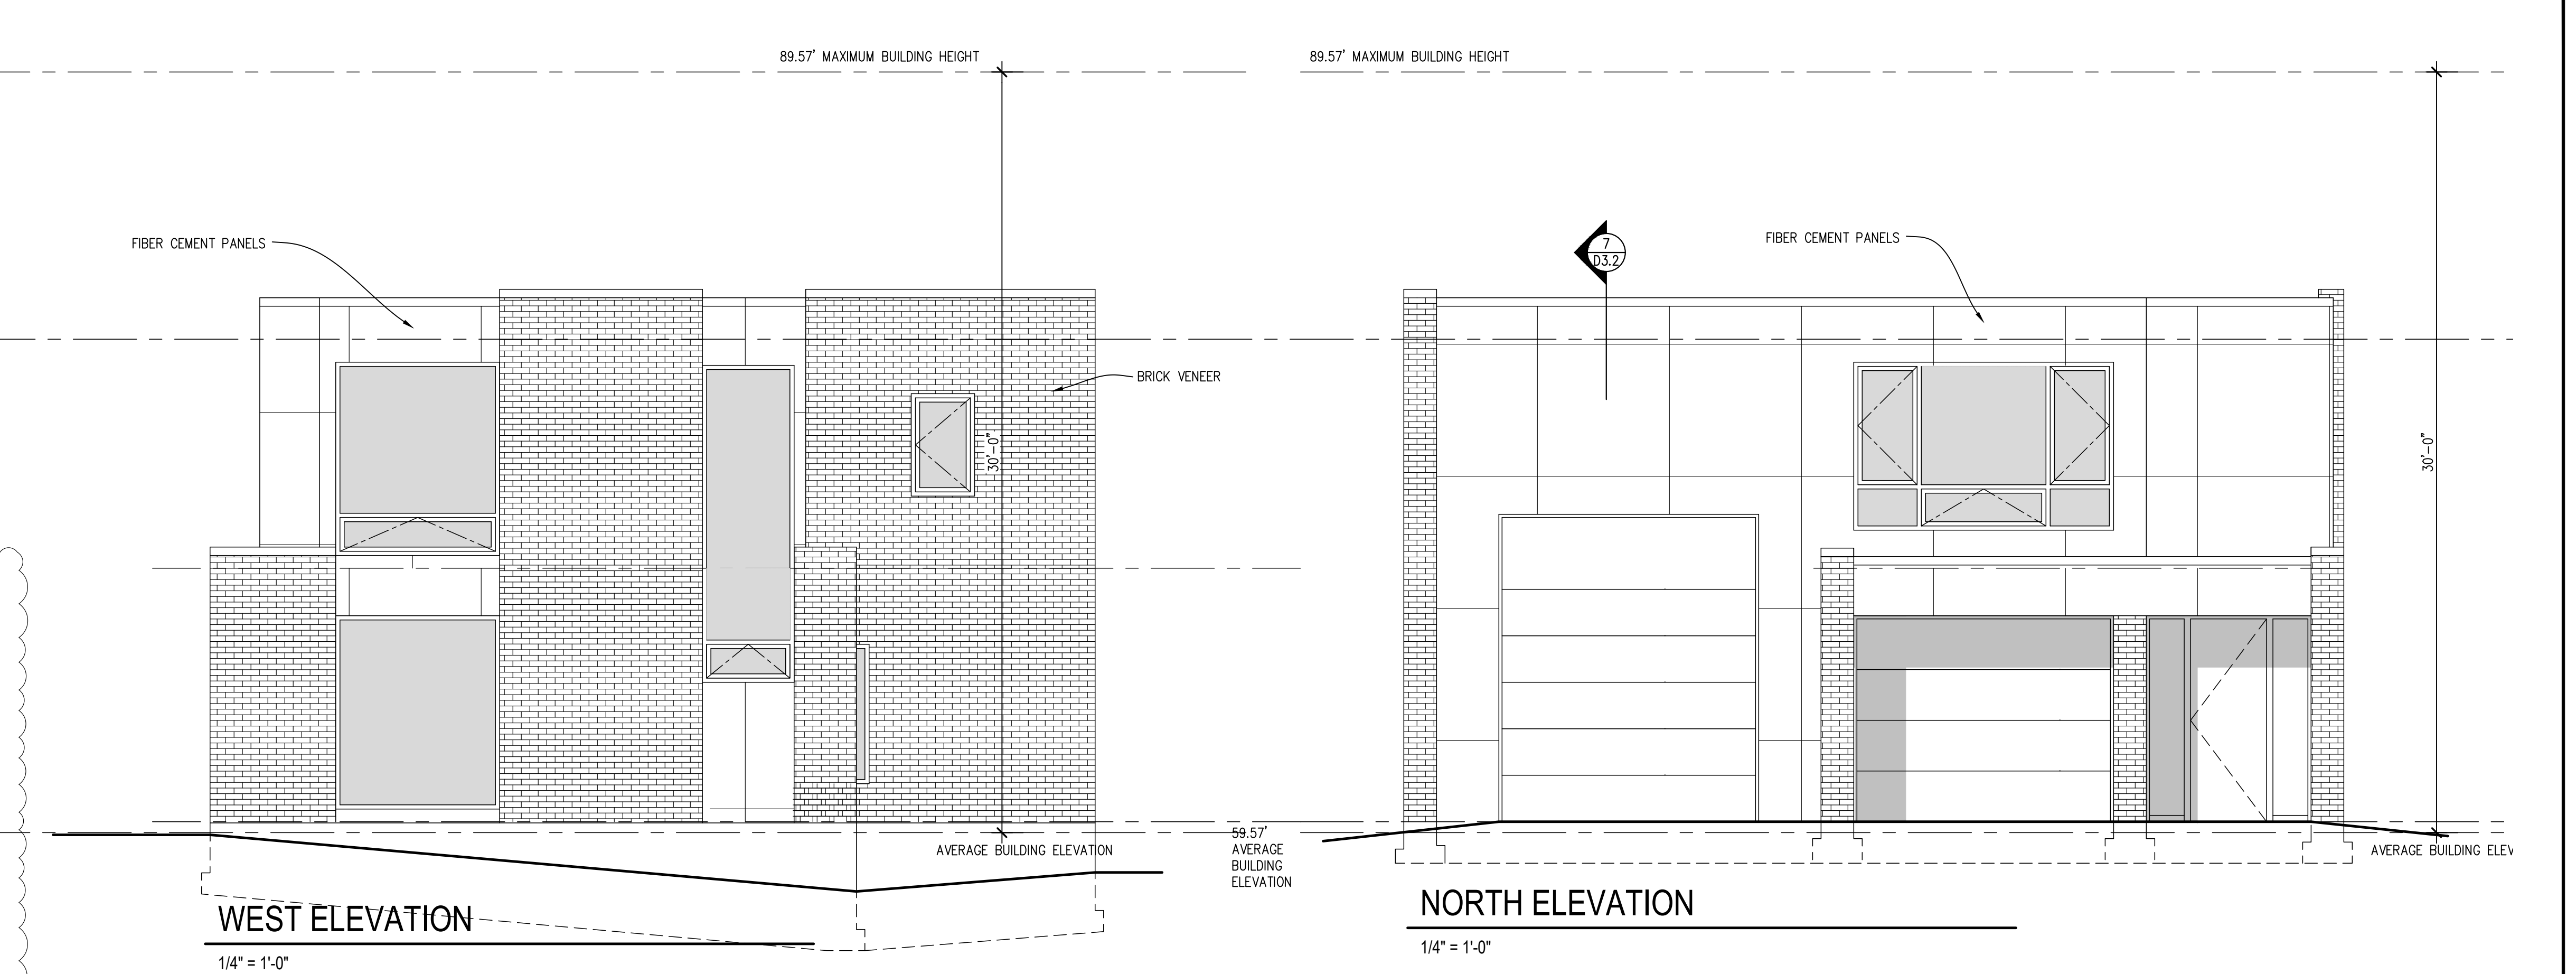 89.57' MAXIMUM BUILDING HEIGHT
89.57' MAXIMUM BUILDING HEIGHT
FIBER CEMENT PANELS
FIBER CEMENT PANELS
7
D3.2
BRICK VENEER
30'-0"
30'-0"
59.57'
AVERAGE
BUILDING
ELEVATION
AVERAGE BUILDING ELEVATION
AVERAGE BUILDING ELEV
WEST ELEVATION
1/4" = 1'-0"
NORTH ELEVATION
1/4" = 1'-0"